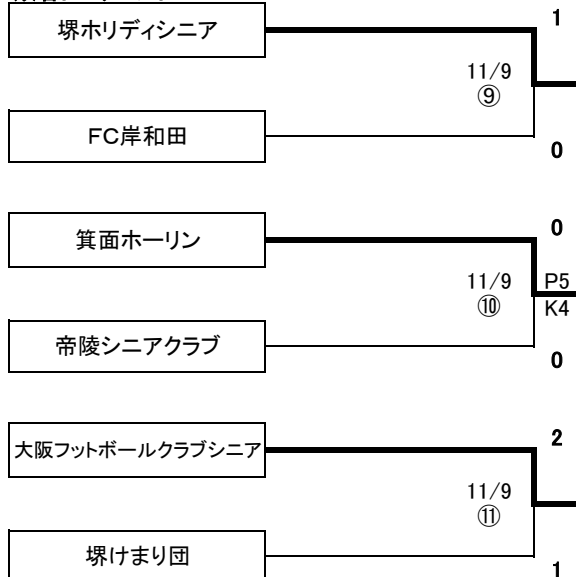 堺ホリディシニア
1
11/9
⑨
FC岸和田
0
箕面ホーリン
0
11/9
⑩
P5
K4
帝陵シニアクラブ
0
大阪フットボールクラブシニア
2
11/9
⑪
堺けまり団
1